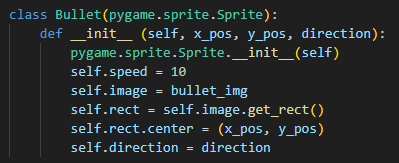 class Bullet(pygame.sprite.Sprite):
    def __init__ (self, x_pos, y_pos, direction):
        pygame.sprite.Sprite.__init__(self)
        self.speed = 10
        self.image = bullet_img
        self.rect = self.image.get_rect()
        self.rect.center = (x_pos, y_pos)
        self.direction = direction